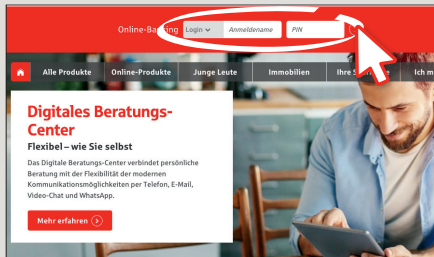 Online-Banking Login Anmeldename PIN
Alle Produkte Online-Produkte Junge Leute Immobilien Ihre Ich m
Digitales Beratungs-
Center
Flexibel – wie Sie selbst
Das Digitale Beratungs-Center verbindet persönliche
Beratung mit der Flexibilität der modernen
Kommunikationsmöglichkeiten per Telefon, E-Mail,
Video-Chat und WhatsApp.
Mehr erfahren